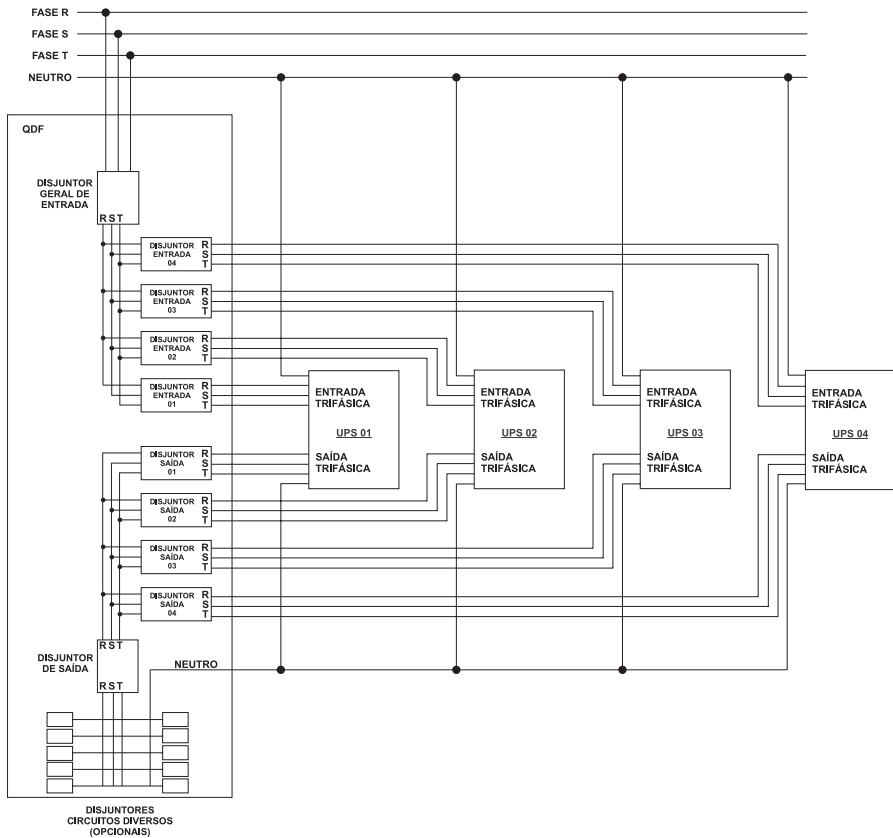 FASE R
FASE S
FASE T
NEUTRO
QDF
DISJUNTOR
GERAL DE
ENTRADA
R S T
DISJUNTOR
ENTRADA
04
R
S
T
DISJUNTOR
ENTRADA
03
R
S
T
DISJUNTOR
ENTRADA
02
R
S
T
DISJUNTOR
ENTRADA
01
R
S
T
ENTRADA
TRIFÁSICA
UPS 01
SAÍDA
TRIFÁSICA
ENTRADA
TRIFÁSICA
UPS 02
SAÍDA
TRIFÁSICA
ENTRADA
TRIFÁSICA
UPS 03
SAÍDA
TRIFÁSICA
ENTRADA
TRIFÁSICA
UPS 04
SAÍDA
TRIFÁSICA
DISJUNTOR
SAÍDA
01
R
S
T
DISJUNTOR
SAÍDA
02
R
S
T
DISJUNTOR
SAÍDA
03
R
S
T
DISJUNTOR
SAÍDA
04
R
S
T
R S T
DISJUNTOR
DE SAÍDA
R S T
NEUTRO
DISJUNTORES
CIRCUITOS DIVERSOS
(OPCIONAIS)